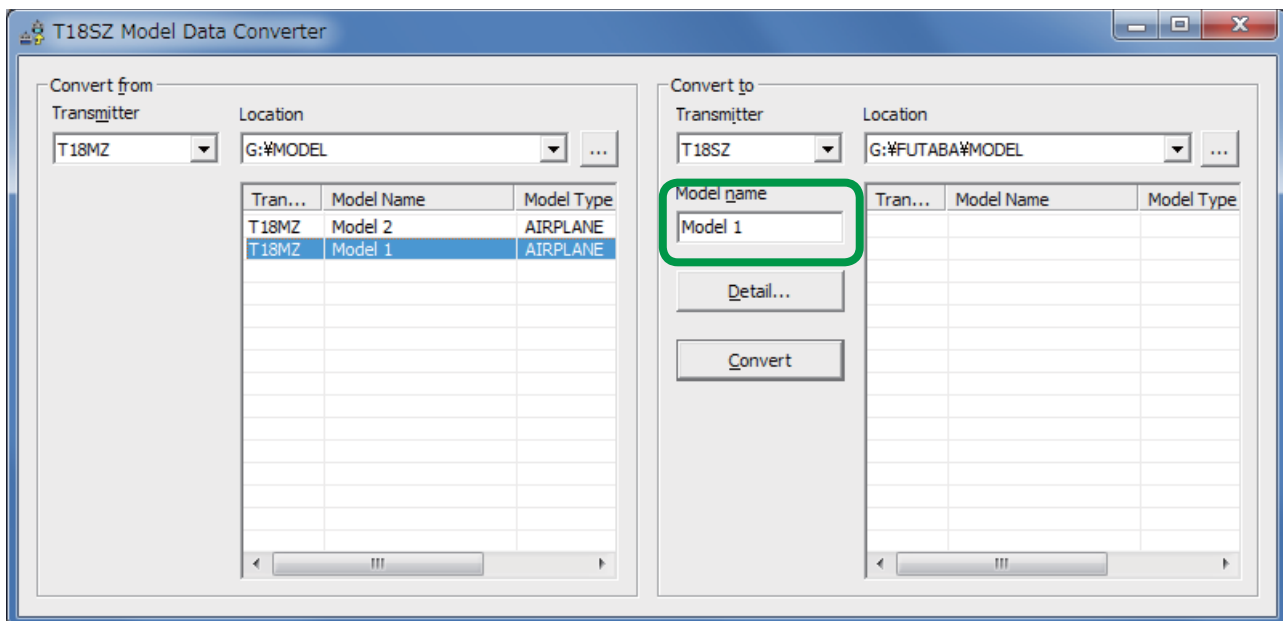 T18SZ Model Data Converter
Convert from
Transmitter
Location
T18MZ
G:¥MODEL
...
Tran... Model Name Model Type
T18MZ Model 2 AIRPLANE
T18MZ Model 1 AIRPLANE
Convert to
Transmitter
Location
T18SZ
G:¥FUTABA¥MODEL
...
Model name
Model 1
Detail...
Convert
Tran... Model Name Model Type